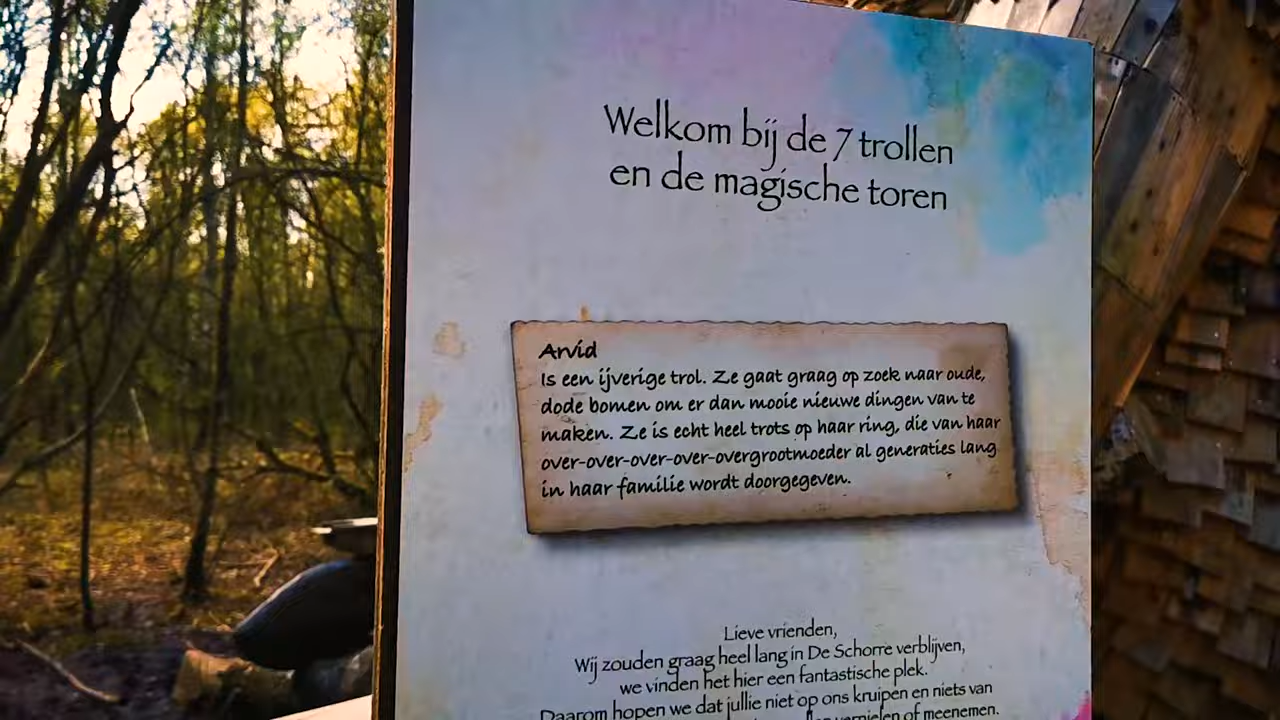 Welkom bij de 7 trollen
en de magische toren
Arvid
Is een ijverige trol. Ze gaat graag op zoek naar oude,
dode bomen om er dan mooie nieuwe dingen van te
maken. Ze is echt heel trots op haar ring, die van haar
over-over-over-over-overgrootmoeder al generaties lang
in haar familie wordt doorgegeven.
Lieve vrienden,
Wij zouden graag heel lang in De Schorre verblijven,
we vinden het hier een fantastische plek.
Daarom hopen we dat jullie niet op ons kruipen en niets van
vernielen of meenemen.